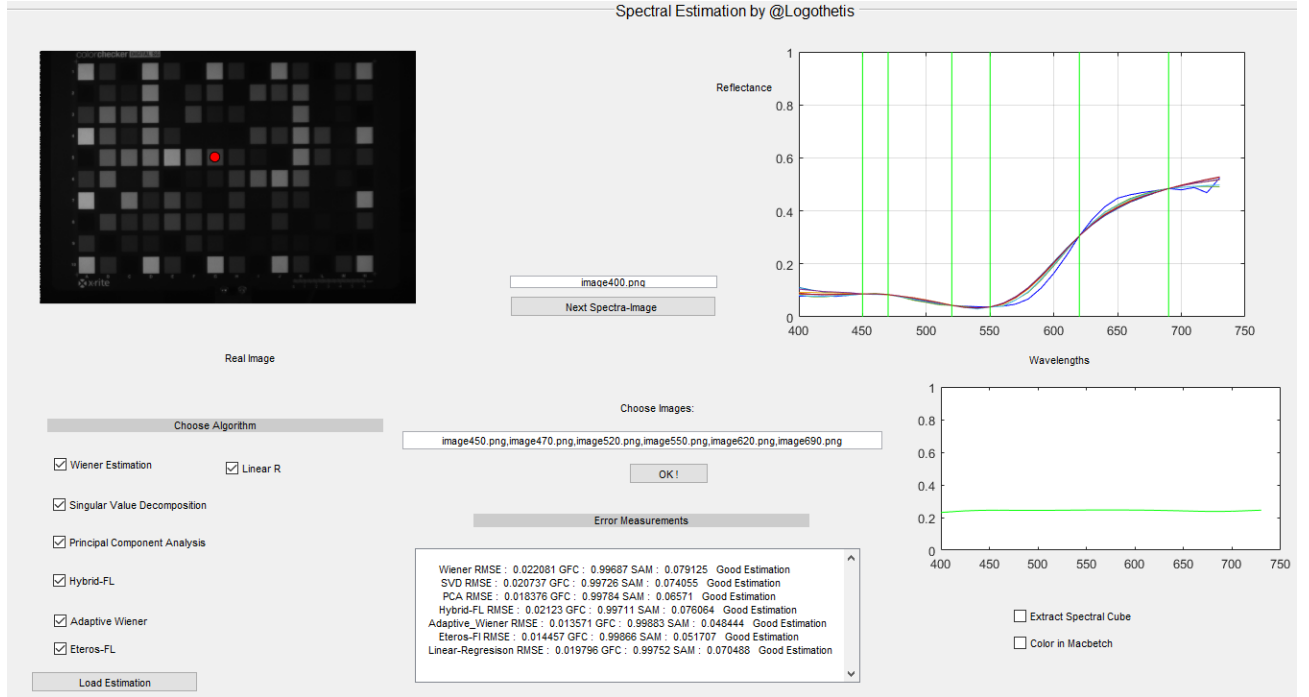 Spectral Estimation by @Logothetis
colorchecker DIGITAL SG
x-rite
Real Image
image400.png
Next Spectra-Image
Reflectance
1
0.8
0.6
0.4
0.2
0
400
450
500
550
600
650
700
750
Wavelengths
Choose Algorithm
Wiener Estimation
Linear R
Singular Value Decomposition
Principal Component Analysis
Hybrid-FL
Adaptive Wiener
Eteros-FL
Load Estimation
Choose Images:
image450.png,image470.png,image520.png,image550.png,image620.png,image690.png
OK !
Error Measurements
Wiener RMSE : 0.022081 GFC : 0.99687 SAM : 0.079125 Good Estimation
SVD RMSE : 0.020737 GFC : 0.99726 SAM : 0.074055 Good Estimation
PCA RMSE : 0.018376 GFC : 0.99784 SAM : 0.06571 Good Estimation
Hybrid-FL RMSE : 0.02123 GFC : 0.99711 SAM : 0.076064 Good Estimation
Adaptive_Wiener RMSE : 0.013571 GFC : 0.99883 SAM : 0.048444 Good Estimation
Eteros-Fl RMSE : 0.014457 GFC : 0.99866 SAM : 0.051707 Good Estimation
Linear-Regresison RMSE : 0.019796 GFC : 0.99752 SAM : 0.070488 Good Estimation
1
0.8
0.6
0.4
0.2
0
400
450
500
550
600
650
700
750
Extract Spectral Cube
Color in Macbetch